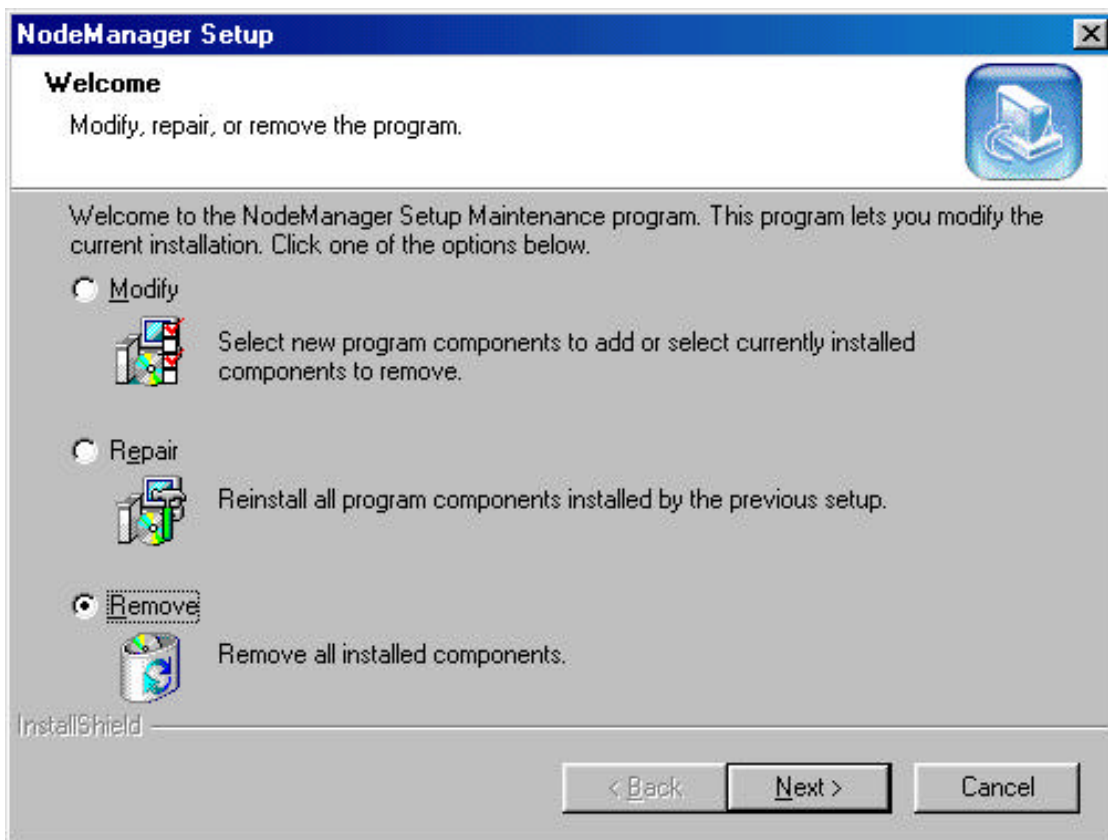 NodeManager Setup
Welcome
Modify, repair, or remove the program.
Welcome to the NodeManager Setup Maintenance program. This program lets you modify the
current installation. Click one of the options below.
Modify
Select new program components to add or select currently installed
components to remove.
Repair
Reinstall all program components installed by the previous setup.
Remove
Remove all installed components.
InstallShield
< Back
Next >
Cancel